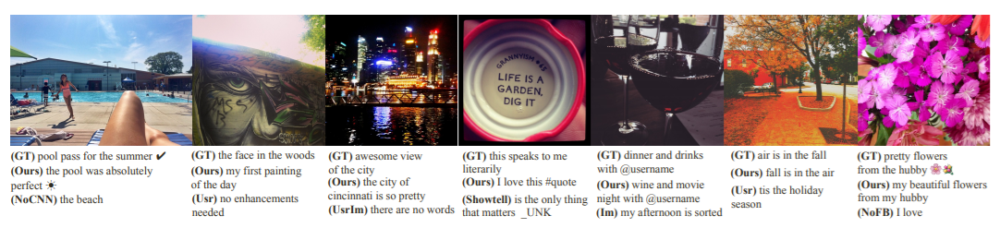 GRANNYISM #65
LIFE IS A
GARDEN,
DIG IT
(GT) pool pass for the summer ✔
(Ours) the pool was absolutely
perfect ☀
(NoCNN) the beach
(GT) the face in the woods
(Ours) my first painting
of the day
(Usr) no enhancements
needed
(GT) awesome view
of the city
(Ours) the city of
cincinnati is so pretty
(UsrIm) there are no words
(GT) this speaks to me
literarily
(Ours) I love this #quote
(Showtell) is the only thing
that matters _UNK
(GT) dinner and drinks
with @username
(Ours) wine and movie
night with @username
(Im) my afternoon is sorted
(GT) air is in the fall
(Ours) fall is in the air
(Usr) tis the holiday
season
(GT) pretty flowers
from the hubby 🌸💐
(Ours) my beautiful flowers
from my hubby
(NoFB) I love